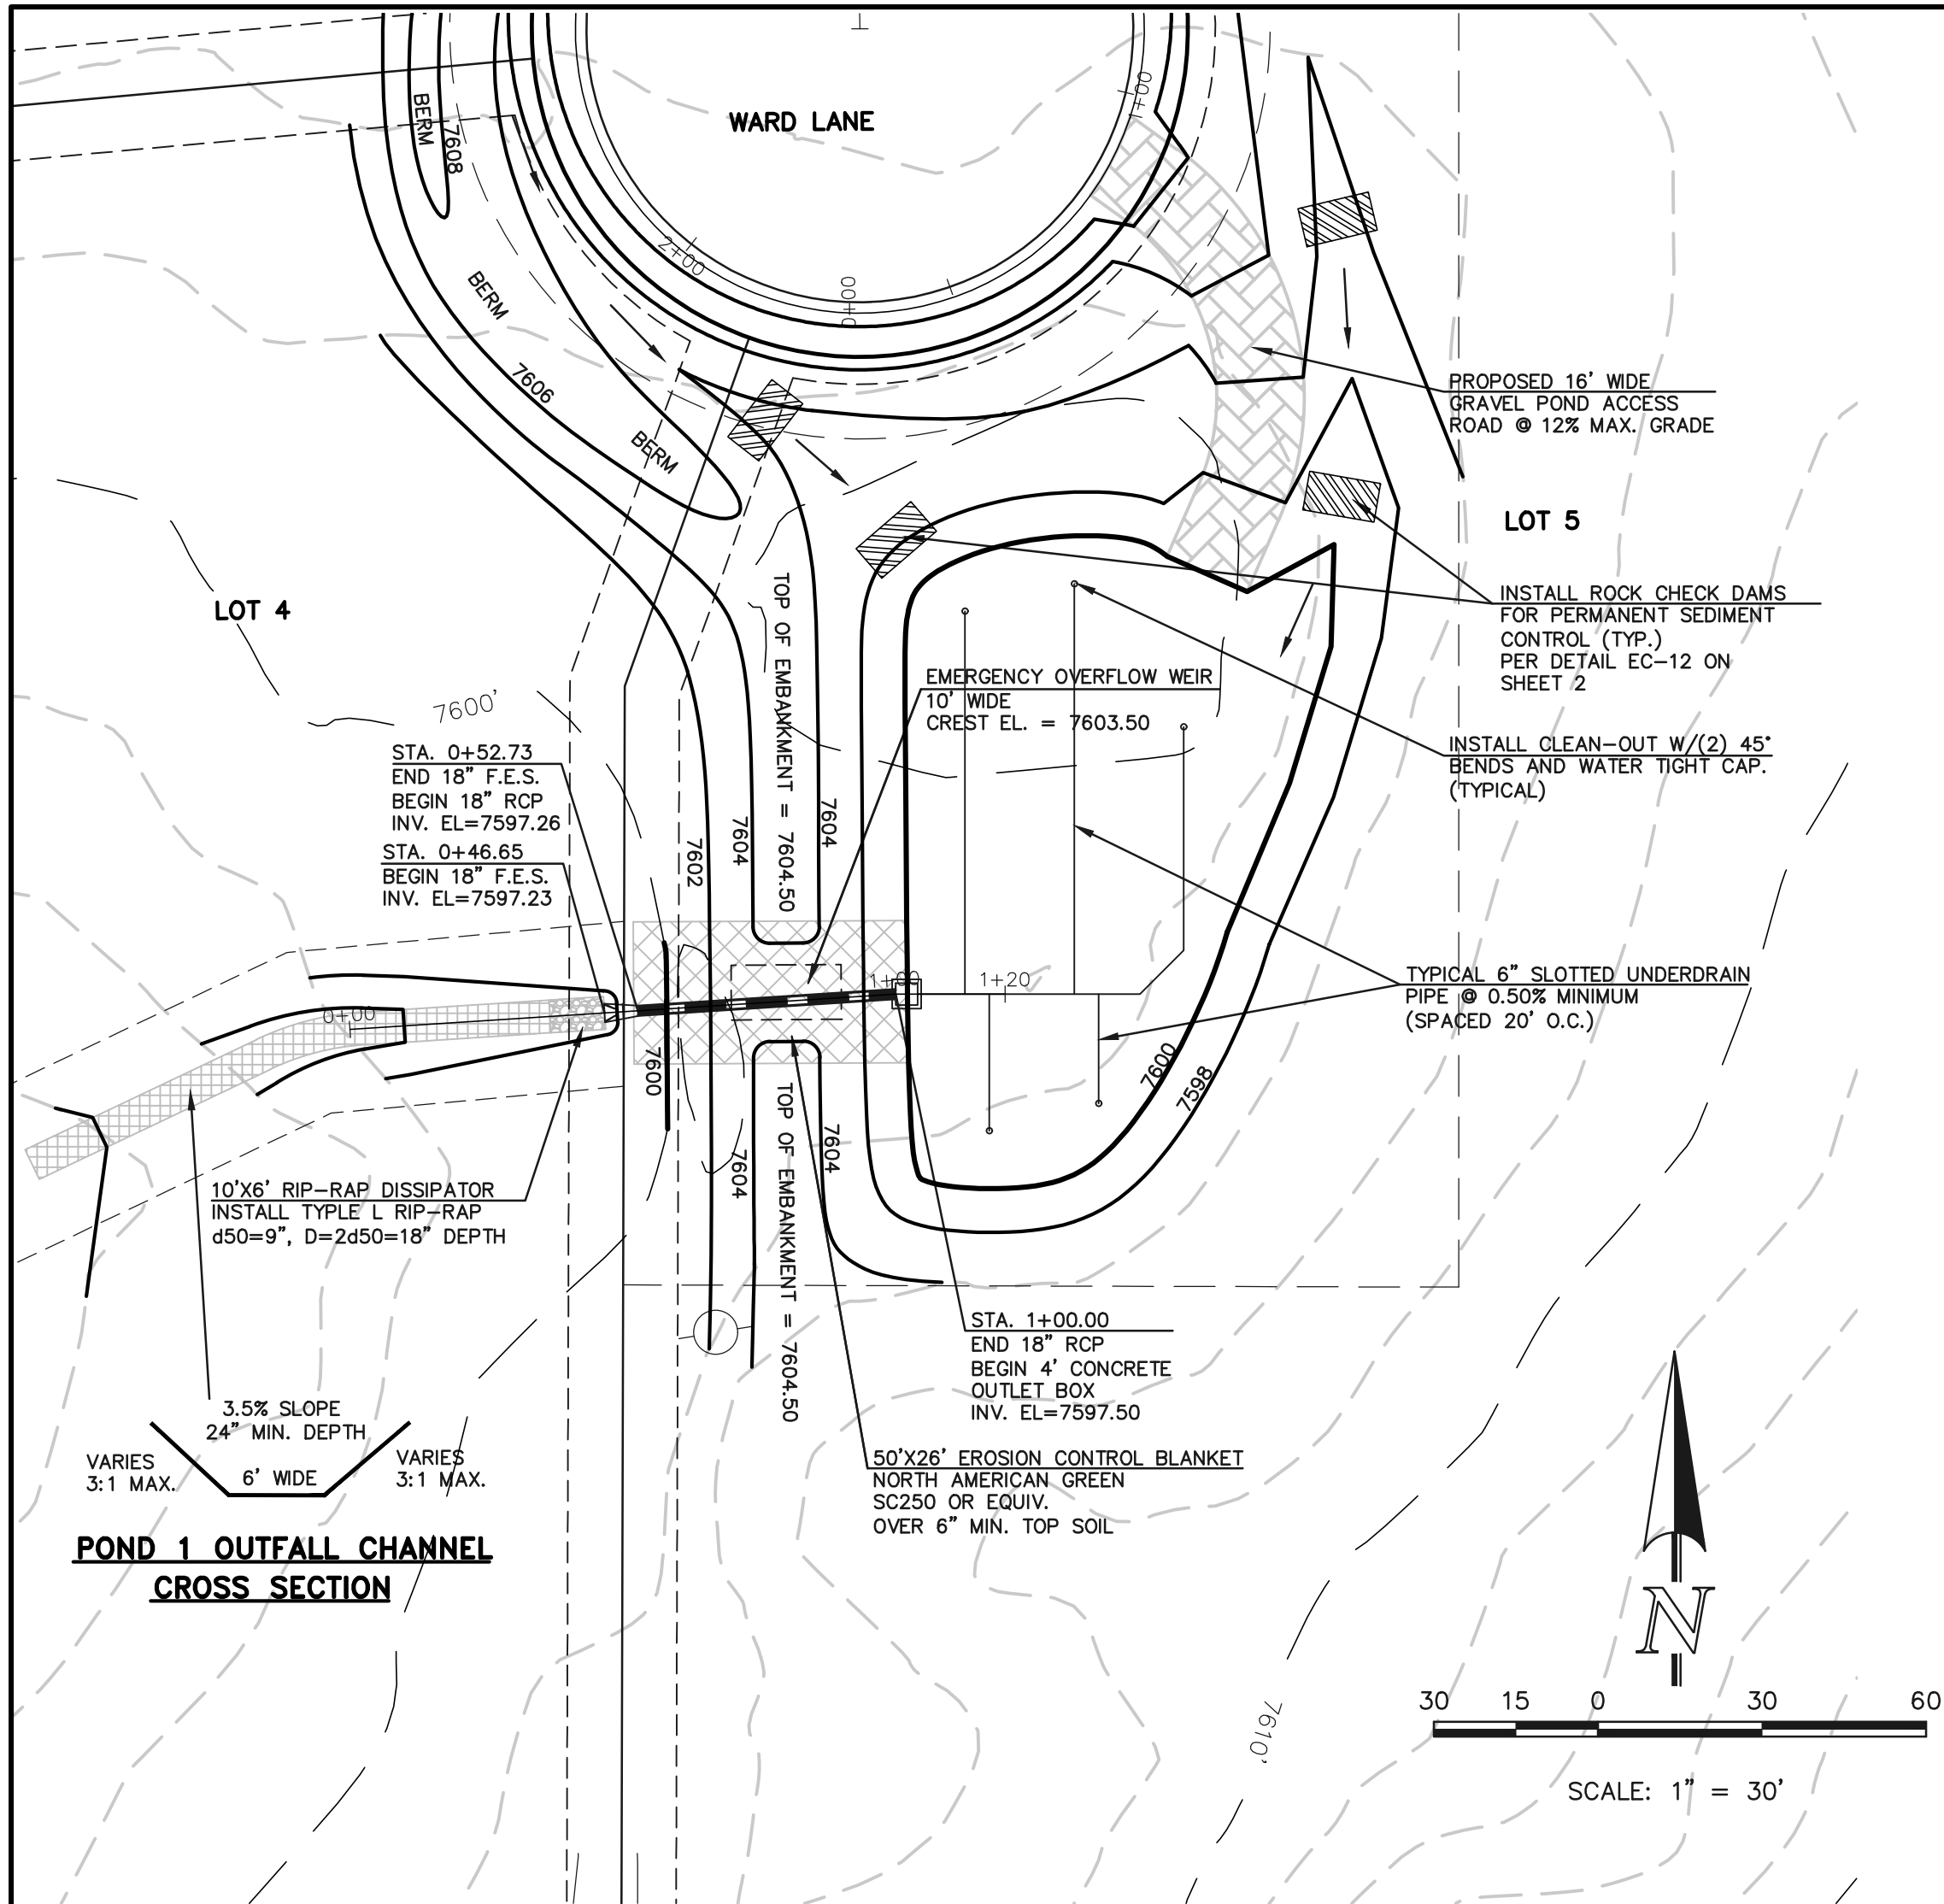 WARD LANE
1+00
2+00
0+00
BERM
7608
BERM
7606
BERM
PROPOSED 16' WIDE
GRAVEL POND ACCESS
ROAD @ 12% MAX. GRADE
LOT 5
LOT 4
INSTALL ROCK CHECK DAMS
FOR PERMANENT SEDIMENT
CONTROL (TYP.)
PER DETAIL EC-12 ON
SHEET 2
TOP OF EMBANKMENT = 7604.50
EMERGENCY OVERFLOW WEIR
10' WIDE
CREST EL. = 7603.50
7600'
INSTALL CLEAN-OUT W/(2) 45°
BENDS AND WATER TIGHT CAP.
(TYPICAL)
STA. 0+52.73
END 18" F.E.S.
BEGIN 18" RCP
INV. EL=7597.26
STA. 0+46.65
BEGIN 18" F.E.S.
INV. EL=7597.23
7602
7604
7604
1+00
1+20
TYPICAL 6" SLOTTED UNDERDRAIN
PIPE @ 0.50% MINIMUM
(SPACED 20' O.C.)
0+00
7600
7600
7598
7604
7604
TOP OF EMBANKMENT = 7604.50
10'X6' RIP-RAP DISSIPATOR
INSTALL TYPLE L RIP-RAP
d50=9", D=2d50=18" DEPTH
STA. 1+00.00
END 18" RCP
BEGIN 4' CONCRETE
OUTLET BOX
INV. EL=7597.50
50'X26' EROSION CONTROL BLANKET
NORTH AMERICAN GREEN
SC250 OR EQUIV.
OVER 6" MIN. TOP SOIL
3.5% SLOPE
24" MIN. DEPTH
VARIES
3:1 MAX.
6' WIDE
VARIES
3:1 MAX.
POND 1 OUTFALL CHANNEL
CROSS SECTION
7610'
N
30 15 0 30 60
SCALE: 1" = 30'